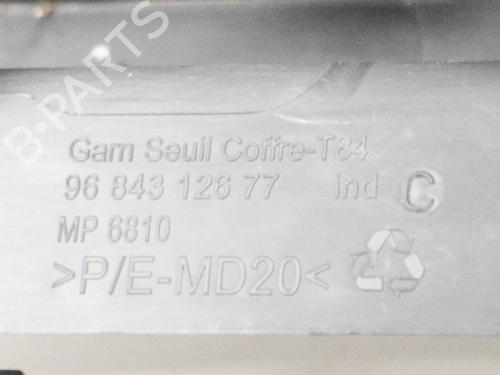 B·PARTS
Garn Seuil Coffre-T84
96 843 126 77 ind C
MP 6810
>P/E-MD20<